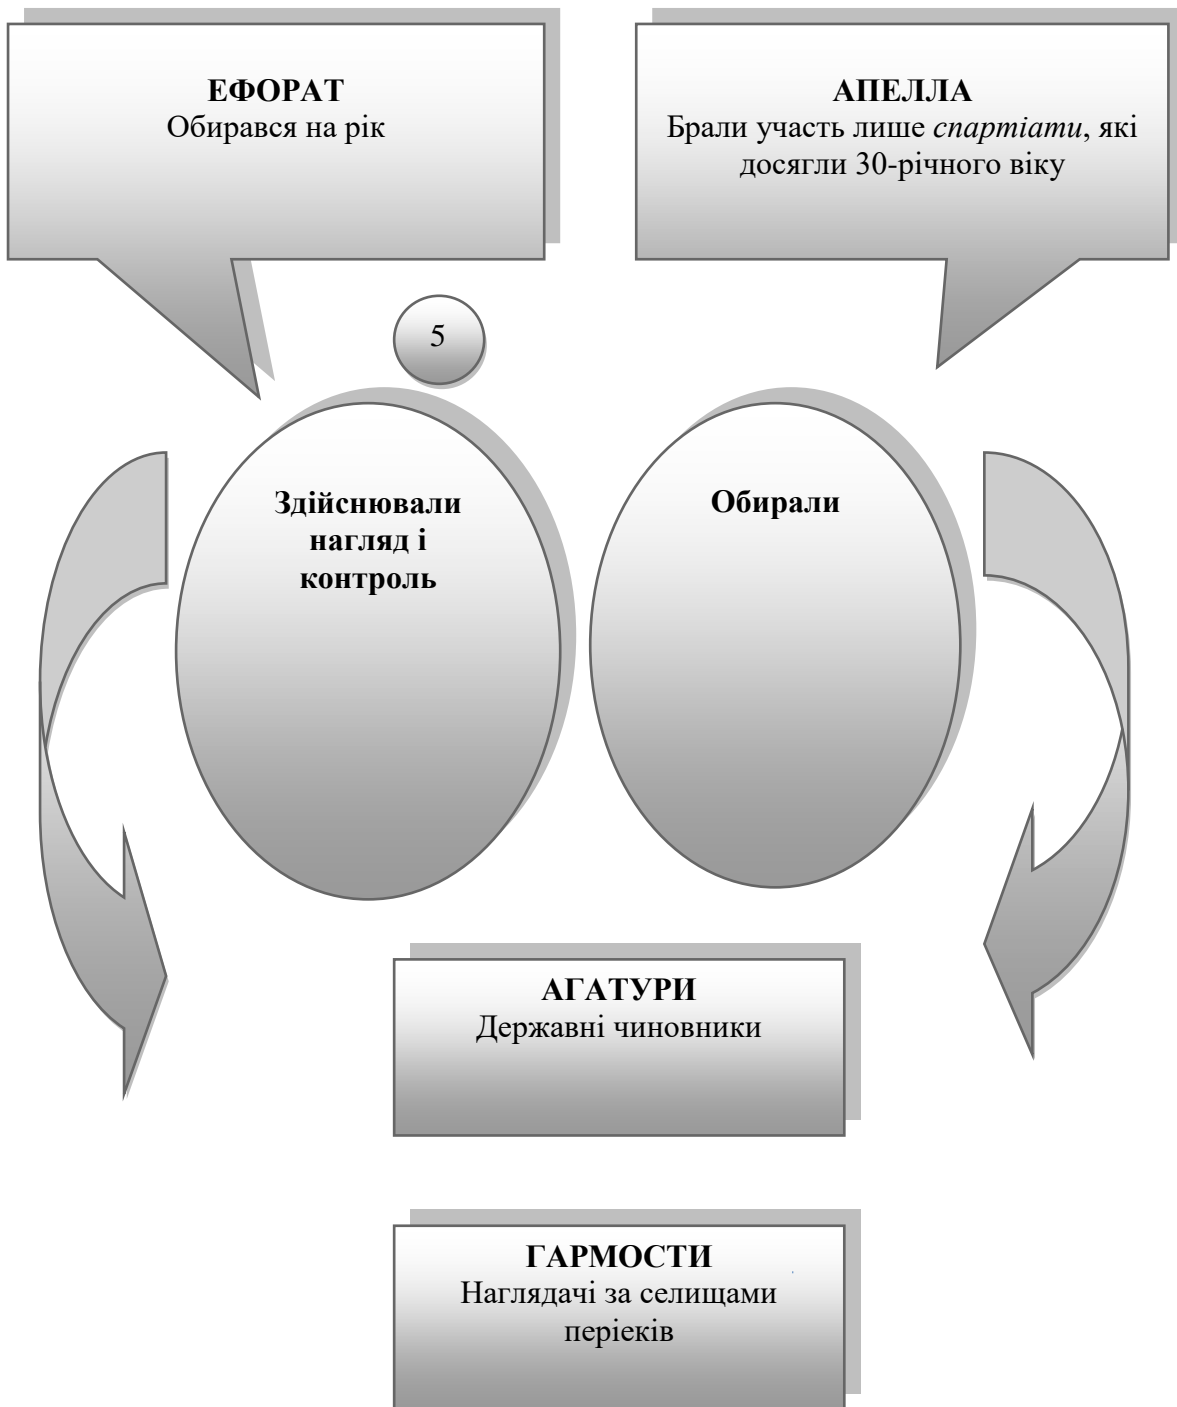 ЕФОРАТ
Обирався на рік
АПЕЛЛА
Брали участь лише спартіати, які
досягли 30-річного віку
5
Здійснювали
нагляд і
контроль
Обирали
АГАТУРИ
Державні чиновники
ГАРМОСТИ
Наглядачі за селищами
періеків